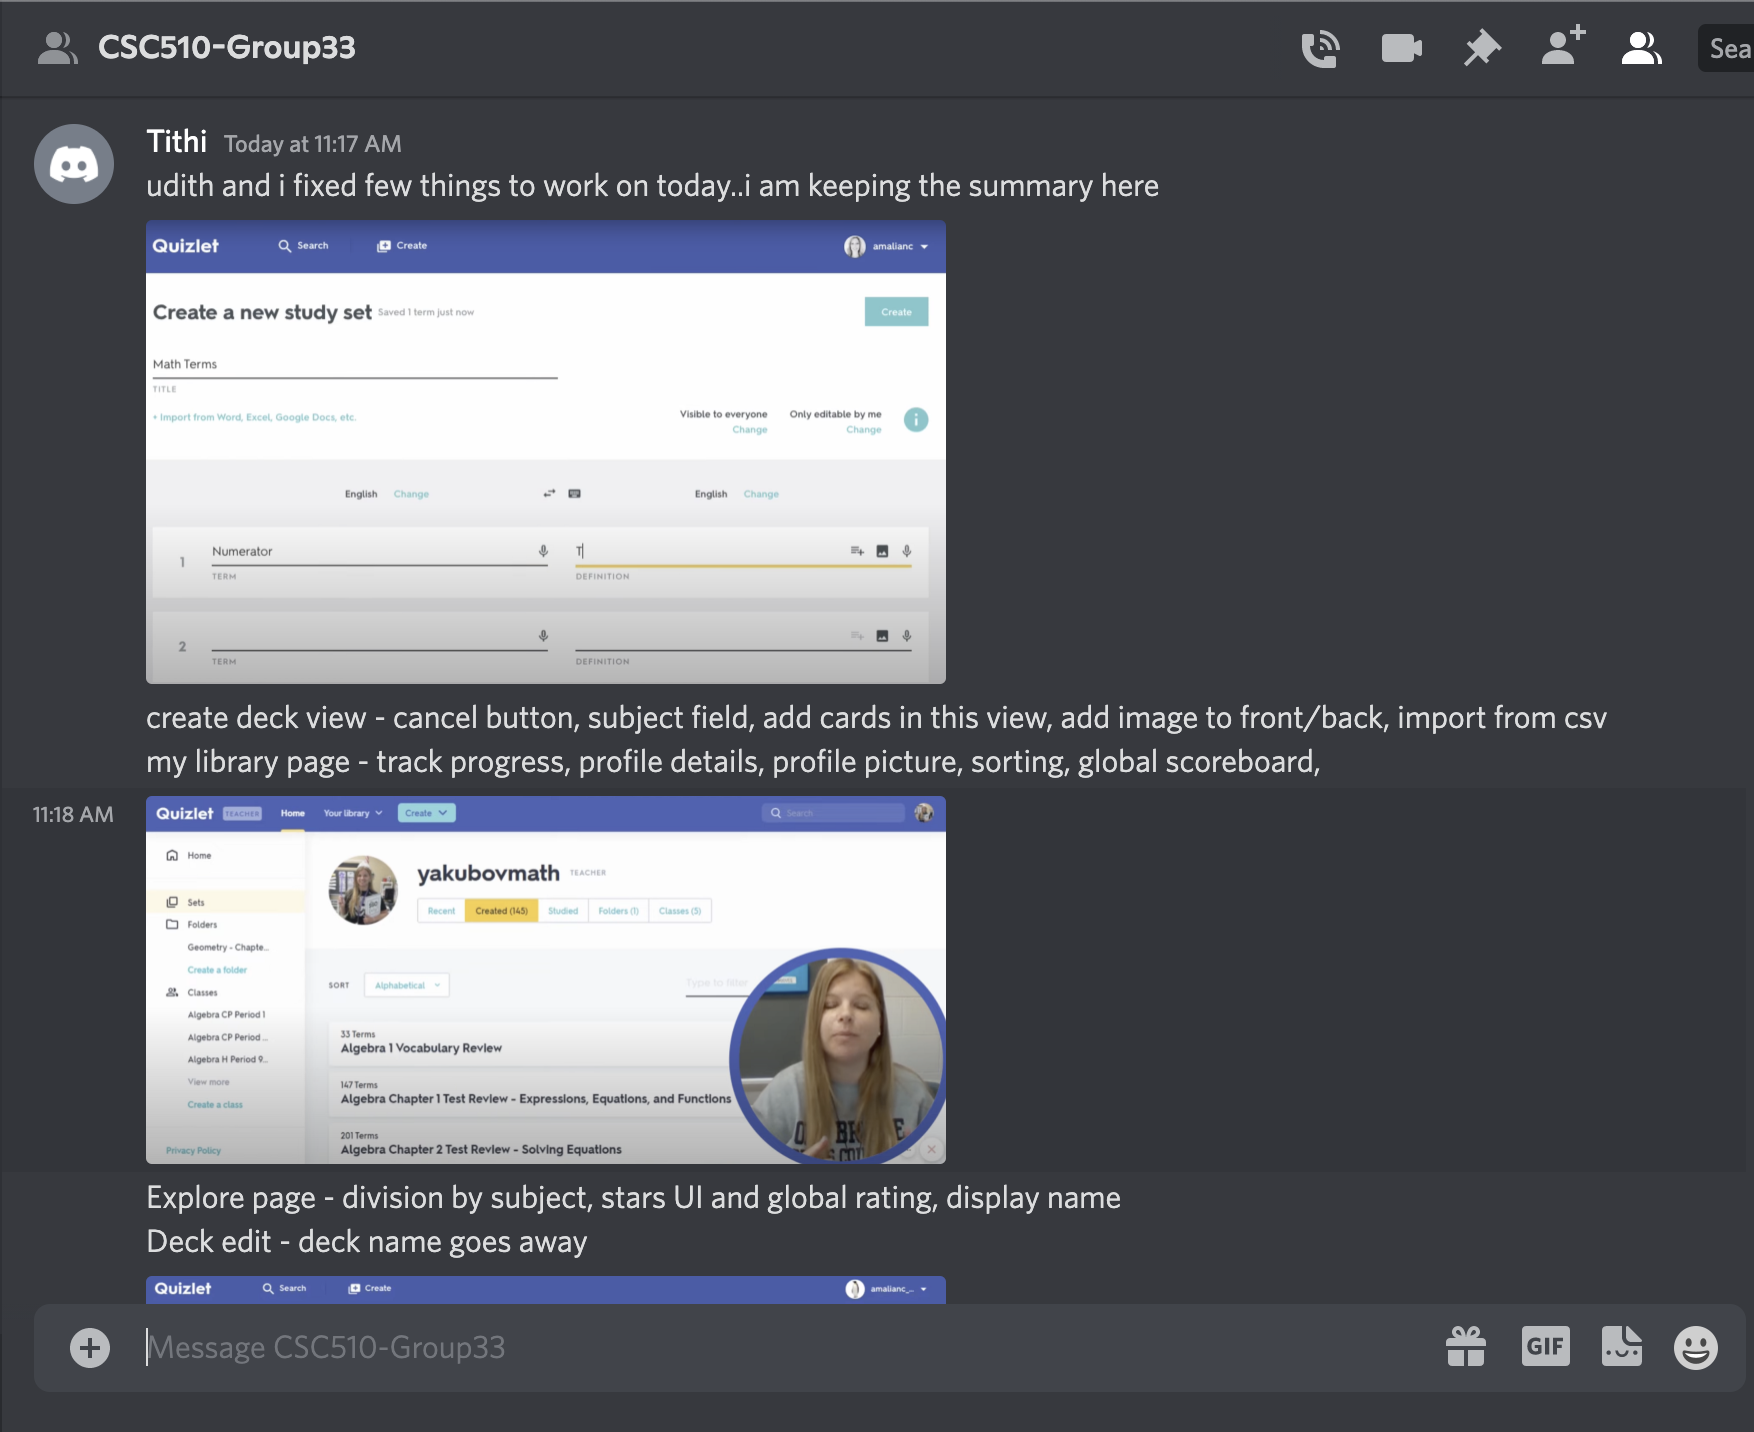 CSC510-Group33
Sea
Tithi Today at 11:17 AM
udith and i fixed few things to work on today..i am keeping the summary here
Quizlet Search Create amalianc
Create a new study set Saved 1 term just now Create
Math Terms
TITLE
+ Import from Word, Excel, Google Docs, etc.
Visible to everyone Only editable by me
Change Change
English Change English Change
1 Numerator T
TERM DEFINITION
2
TERM DEFINITION
create deck view - cancel button, subject field, add cards in this view, add image to front/back, import from csv
my library page - track progress, profile details, profile picture, sorting, global scoreboard,
11:18 AM
Quizlet TEACHER Home Your library Create Search
Home
Sets
Folders
Geometry - Chapte...
Create a folder
Classes
Algebra CP Period 1
Algebra CP Period ...
Algebra H Period 9...
View more
Create a class
Privacy Policy
yakubovmath TEACHER
Recent Created (145) Studied Folders (1) Classes (5)
SORT Alphabetical Type to filter
33 Terms
Algebra 1 Vocabulary Review
147 Terms
Algebra Chapter 1 Test Review - Expressions, Equations, and Functions
201 Terms
Algebra Chapter 2 Test Review - Solving Equations
Explore page - division by subject, stars UI and global rating, display name
Deck edit - deck name goes away
Quizlet Search Create amalianc_...
Message CSC510-Group33
GIF